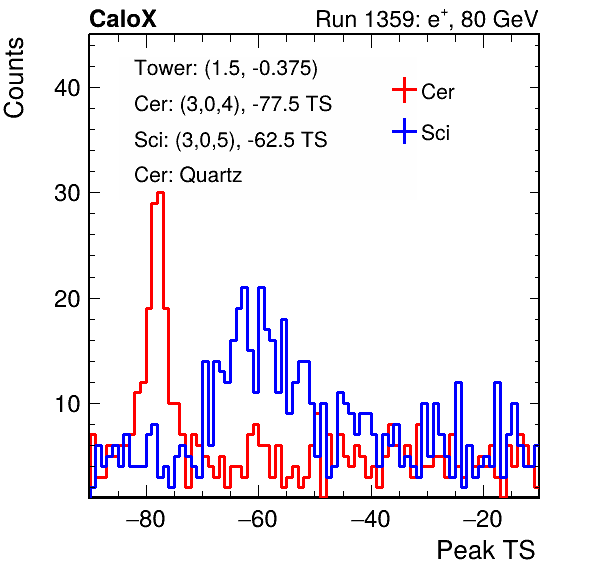 CaloX Run 1359: e⁺, 80 GeV
Counts
Tower: (1.5, -0.375)
Cer: (3,0,4), -77.5 TS
Sci: (3,0,5), -62.5 TS
Cer: Quartz
Cer
Sci
40
30
20
10
−80 −60 −40 −20
Peak TS